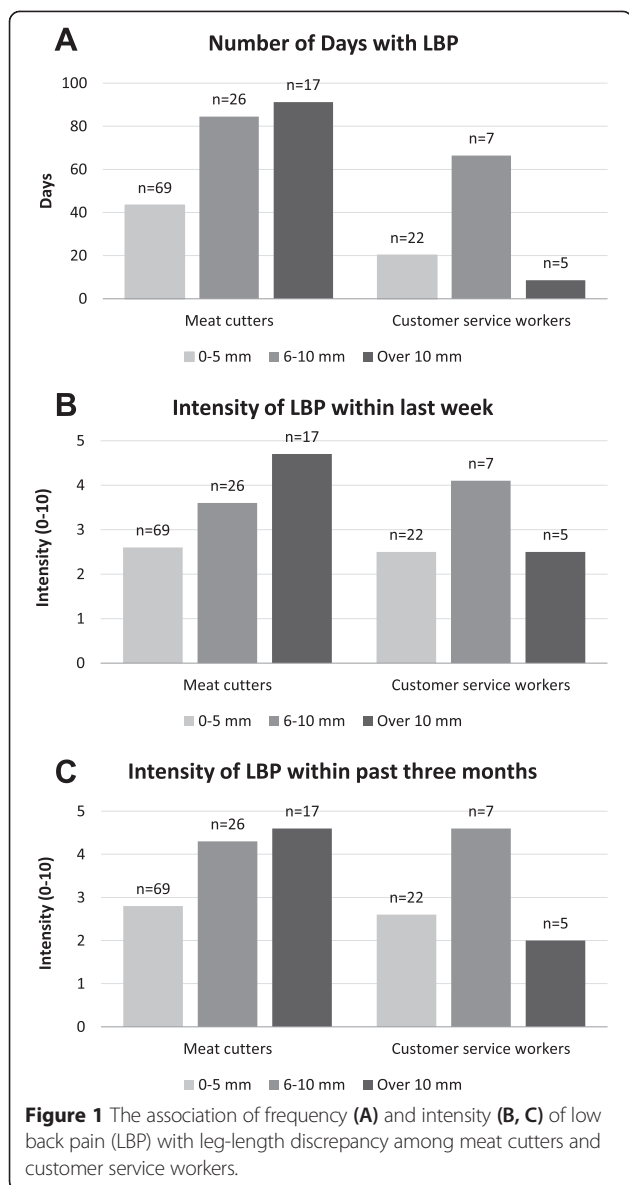 A Number of Days with LBP
100
80
60
40
20
0
Days
n=69
n=26
n=17
n=22
n=7
n=5
Meat cutters
Customer service workers
0-5 mm 6-10 mm Over 10 mm
B Intensity of LBP within last week
5
4
3
2
1
0
Intensity (0-10)
n=69
n=26
n=17
n=22
n=7
n=5
Meat cutters
Customer service workers
0-5 mm 6-10 mm Over 10 mm
C Intensity of LBP within past three months
5
4
3
2
1
0
Intensity (0-10)
n=69
n=26
n=17
n=22
n=7
n=5
Meat cutters
Customer service workers
0-5 mm 6-10 mm Over 10 mm
Figure 1 The association of frequency (A) and intensity (B, C) of low
back pain (LBP) with leg-length discrepancy among meat cutters and
customer service workers.